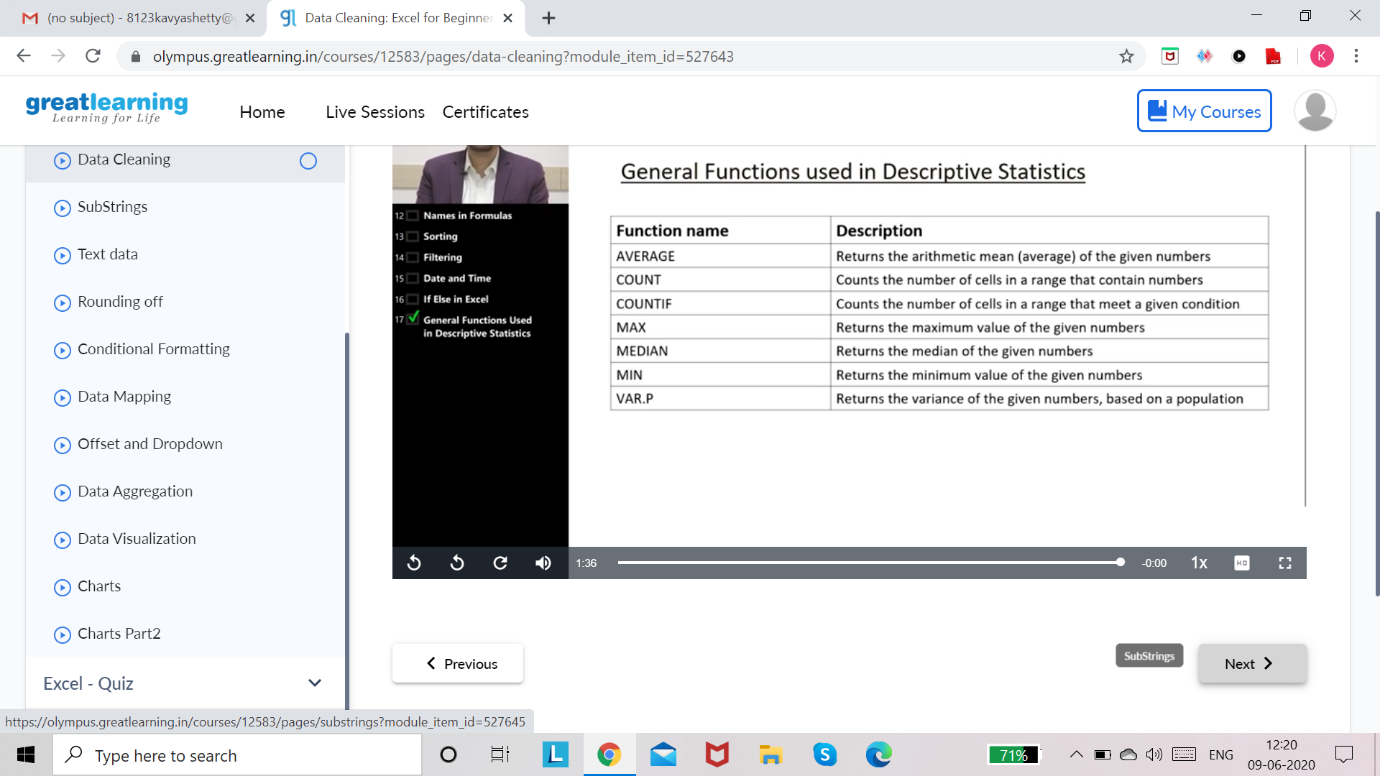 (no subject) - 8123kavyashetty@
Data Cleaning: Excel for Beginner
olympus.greatlearning.in/courses/12583/pages/data-cleaning?module_item_id=527643
K
greatlearning
Learning for Life
Home
Live Sessions
Certificates
My Courses
Data Cleaning
SubStrings
Text data
Rounding off
Conditional Formatting
Data Mapping
Offset and Dropdown
Data Aggregation
Data Visualization
Charts
Charts Part2
Excel - Quiz
12 Names in Formulas
13 Sorting
14 Filtering
15 Date and Time
16 If Else in Excel
17 General Functions Used
in Descriptive Statistics
General Functions used in Descriptive Statistics
Function name Description
AVERAGE Returns the arithmetic mean (average) of the given numbers
COUNT Counts the number of cells in a range that contain numbers
COUNTIF Counts the number of cells in a range that meet a given condition
MAX Returns the maximum value of the given numbers
MEDIAN Returns the median of the given numbers
MIN Returns the minimum value of the given numbers
VAR.P Returns the variance of the given numbers, based on a population
1:36
-0:00
1x
HD
Previous
SubStrings
Next
https://olympus.greatlearning.in/courses/12583/pages/substrings?module_item_id=527645
Type here to search
L
S
71%
ENG
12:20
09-06-2020